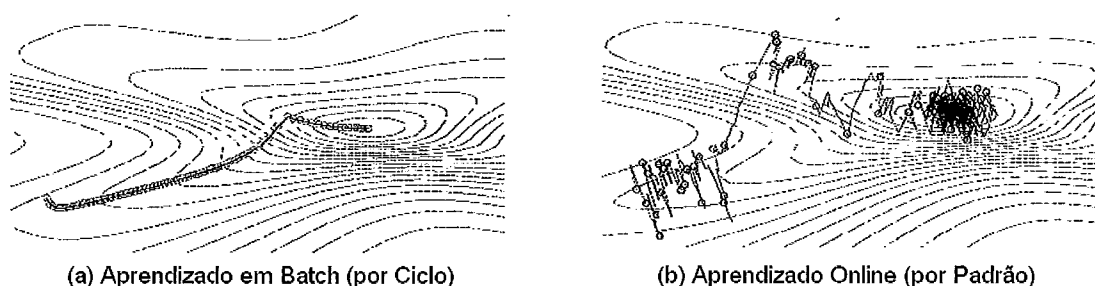 (a) Aprendizado em Batch (por Ciclo)
(b) Aprendizado Online (por Padrão)